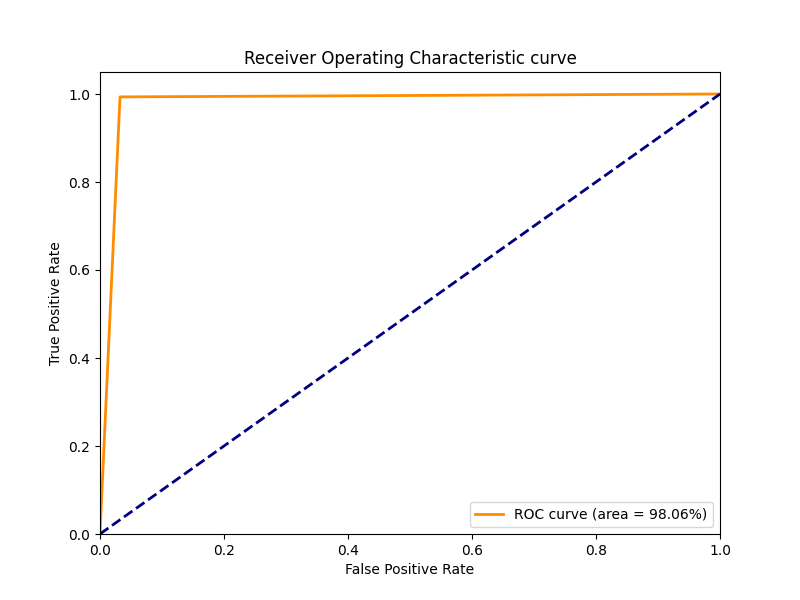 Receiver Operating Characteristic curve
1.0
0.8
0.6
0.4
0.2
0.0
True Positive Rate
ROC curve (area = 98.06%)
0.0 0.2 0.4 0.6 0.8 1.0
False Positive Rate